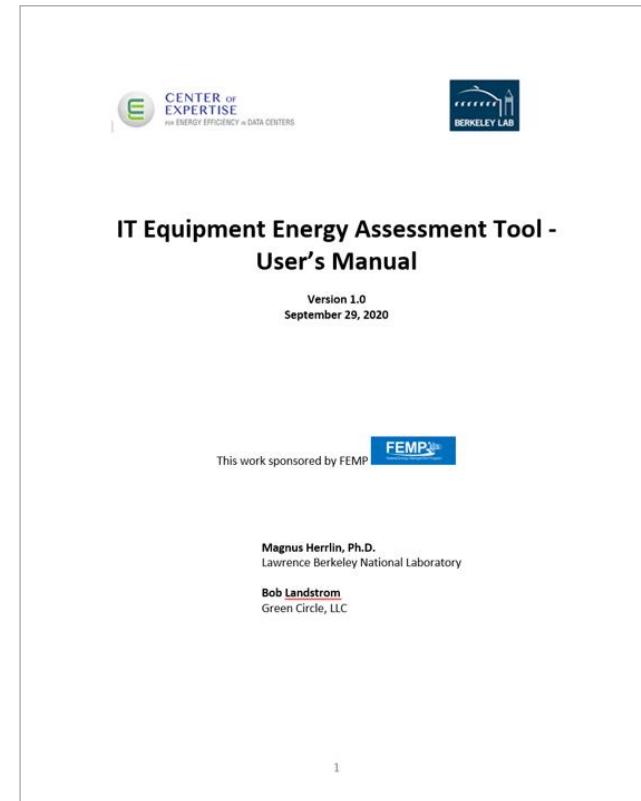 CENTER OF
EXPERTISE
FOR ENERGY EFFICIENCY IN DATA CENTERS
BERKELEY LAB
IT Equipment Energy Assessment Tool -
User's Manual
Version 1.0
September 29, 2020
This work sponsored by FEMP
FEMP
Magnus Herrlin, Ph.D.
Lawrence Berkeley National Laboratory
Bob Landstrom
Green Circle, LLC
1